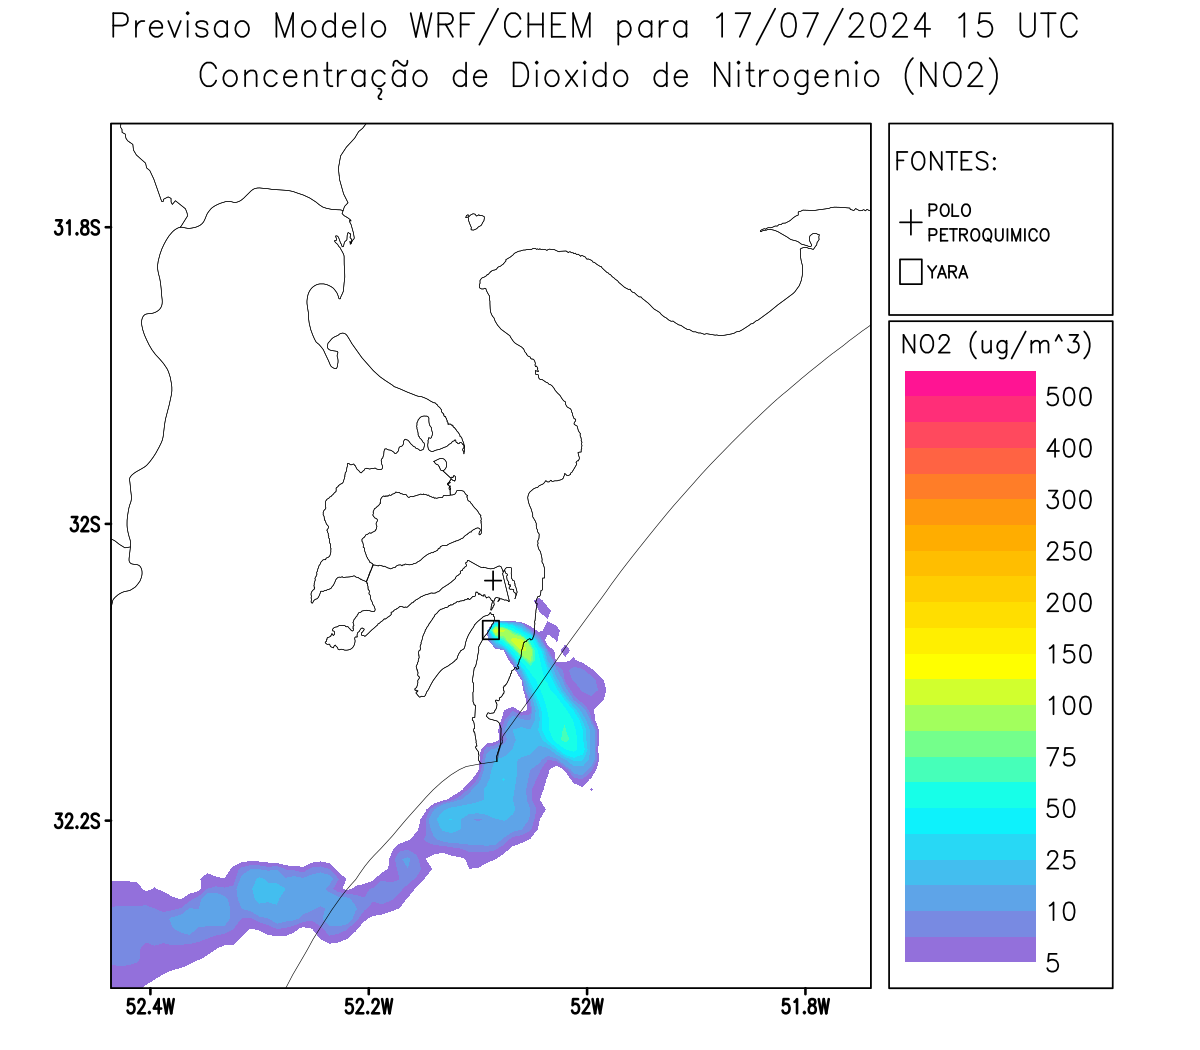 Previsao Modelo WRF/CHEM para 17/07/2024 15 UTC
Concentração de Dioxido de Nitrogenio (NO2)
FONTES:
POLO
PETROQUIMICO
YARA
NO2 (ug/m^3)
500
400
300
250
200
150
100
75
50
25
10
5
31.8S
32S
32.2S
52.4W
52.2W
52W
51.8W